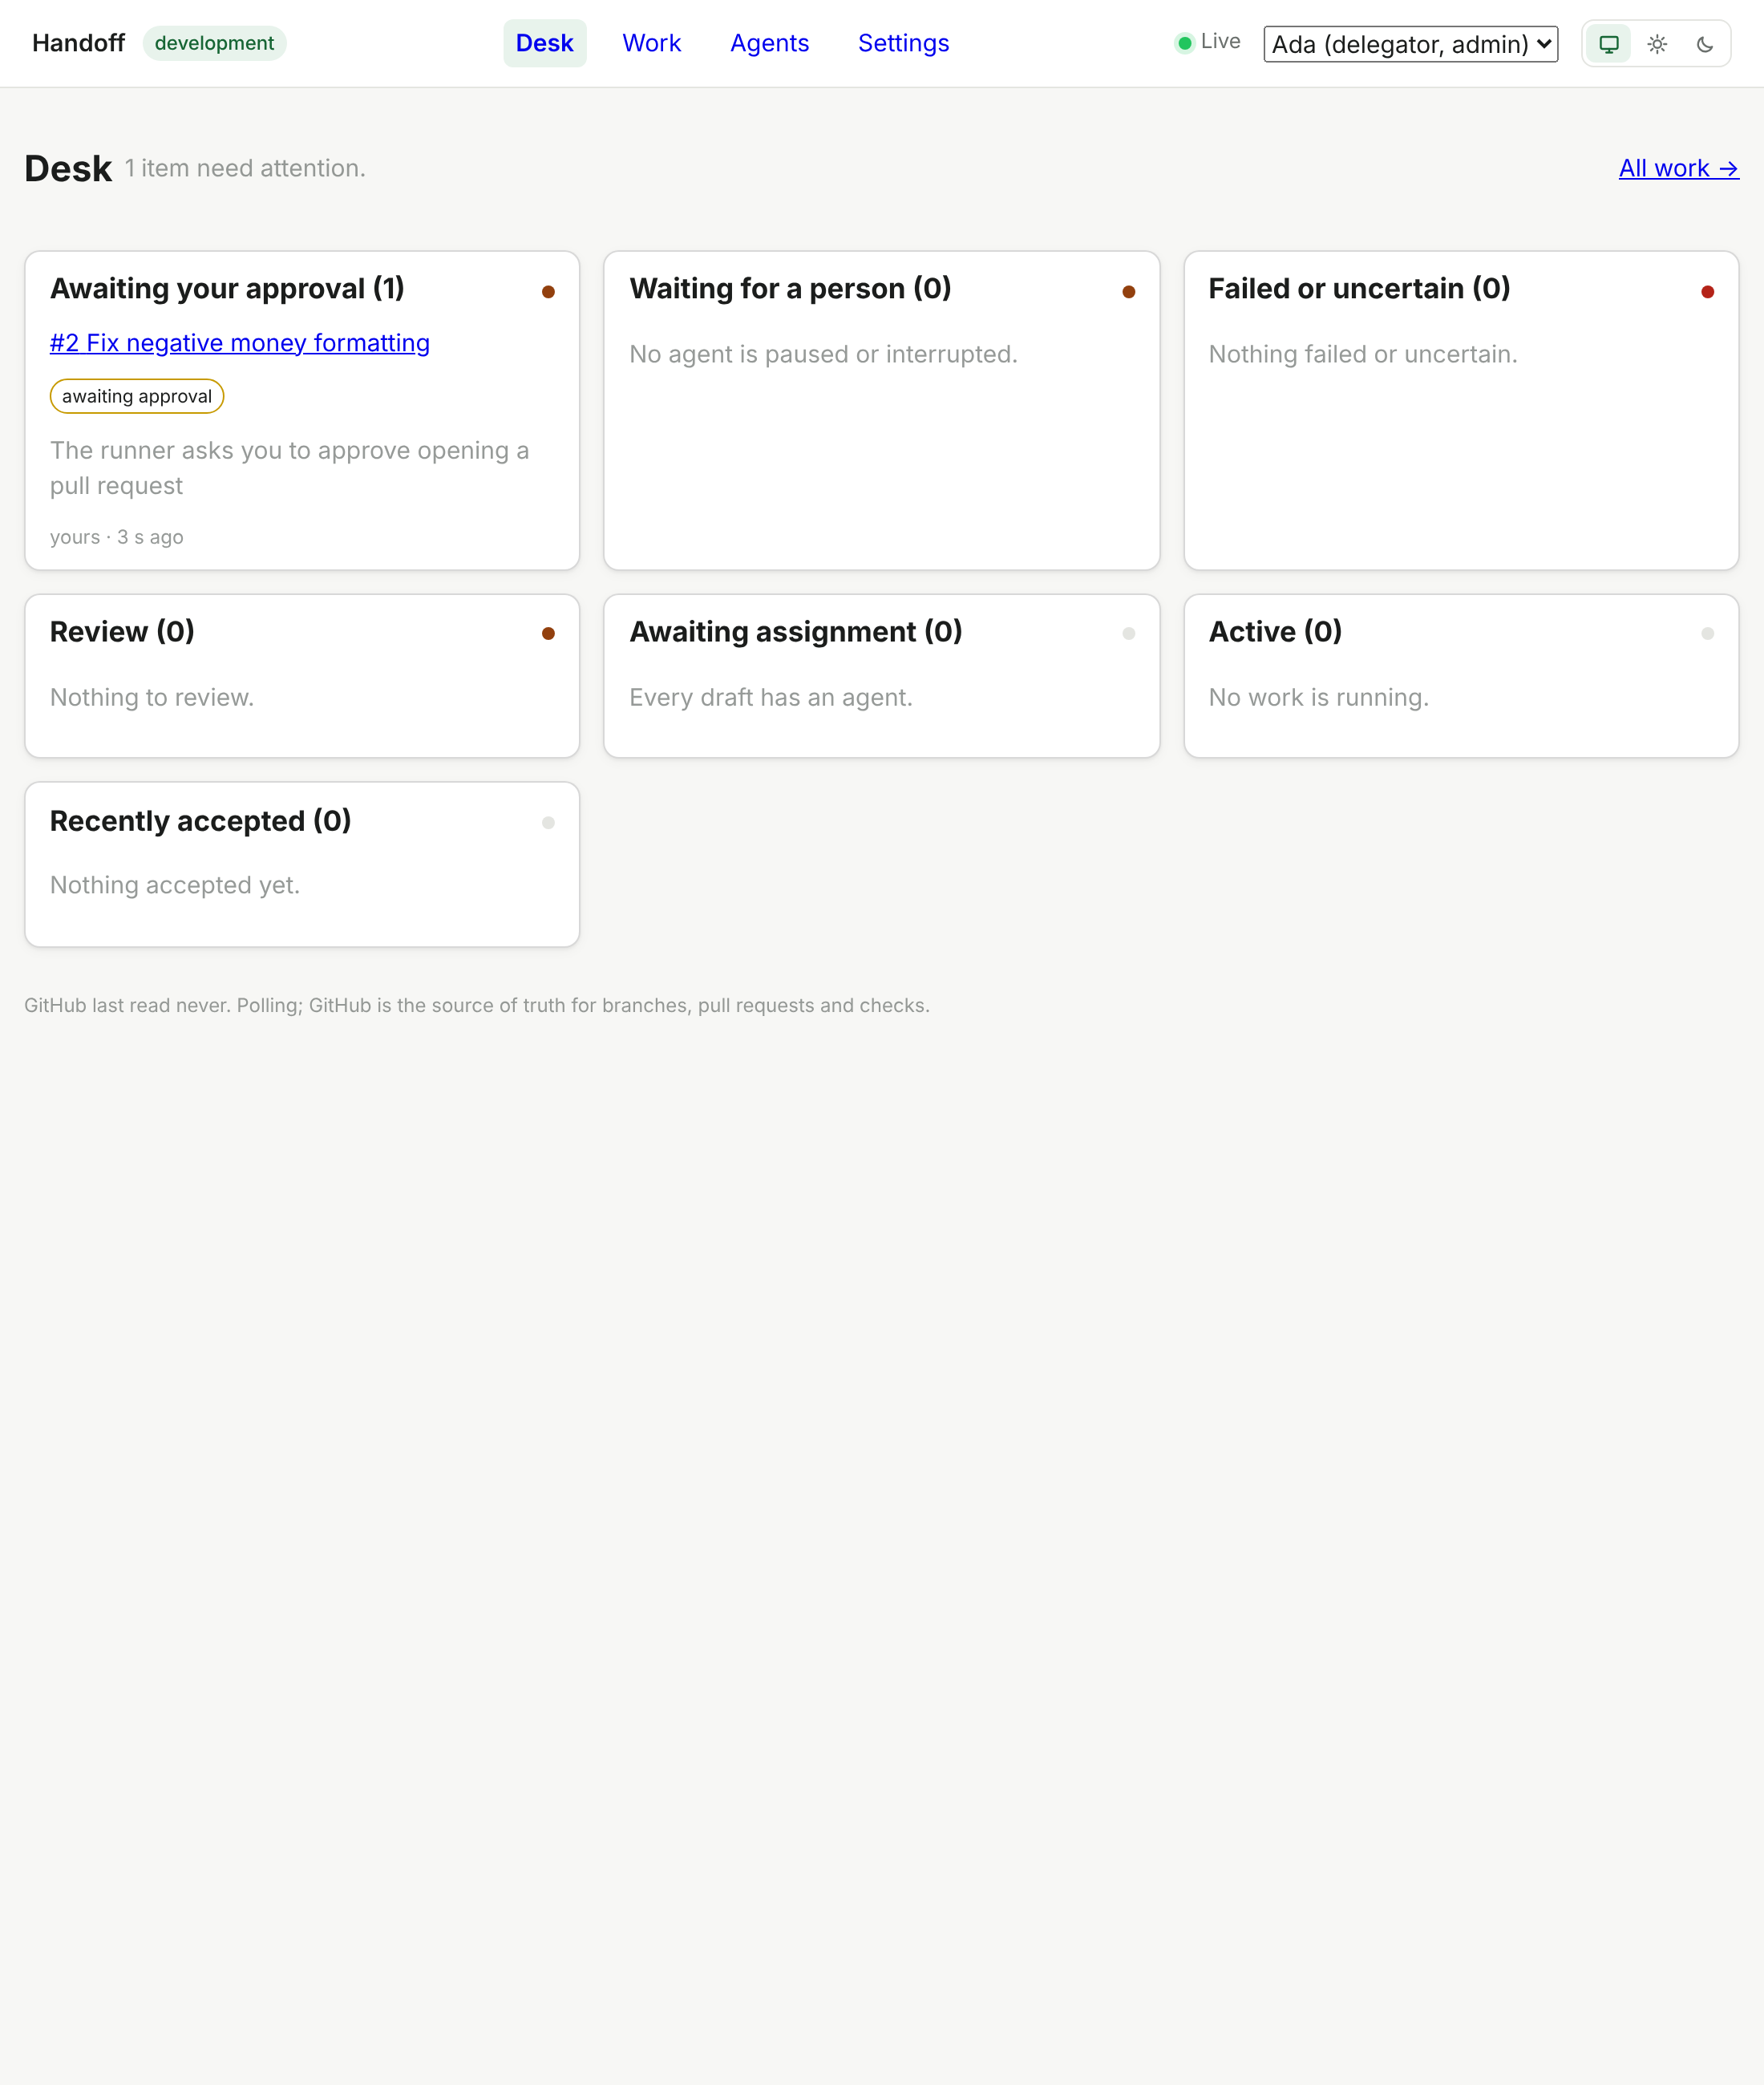 Handoff development Desk Work Agents Settings Live Ada (delegator, admin)
Desk 1 item need attention. All work →
Awaiting your approval (1)
#2 Fix negative money formatting
awaiting approval
The runner asks you to approve opening a
pull request
yours · 3 s ago
Waiting for a person (0)
No agent is paused or interrupted.
Failed or uncertain (0)
Nothing failed or uncertain.
Review (0)
Nothing to review.
Awaiting assignment (0)
Every draft has an agent.
Active (0)
No work is running.
Recently accepted (0)
Nothing accepted yet.
GitHub last read never. Polling; GitHub is the source of truth for branches, pull requests and checks.